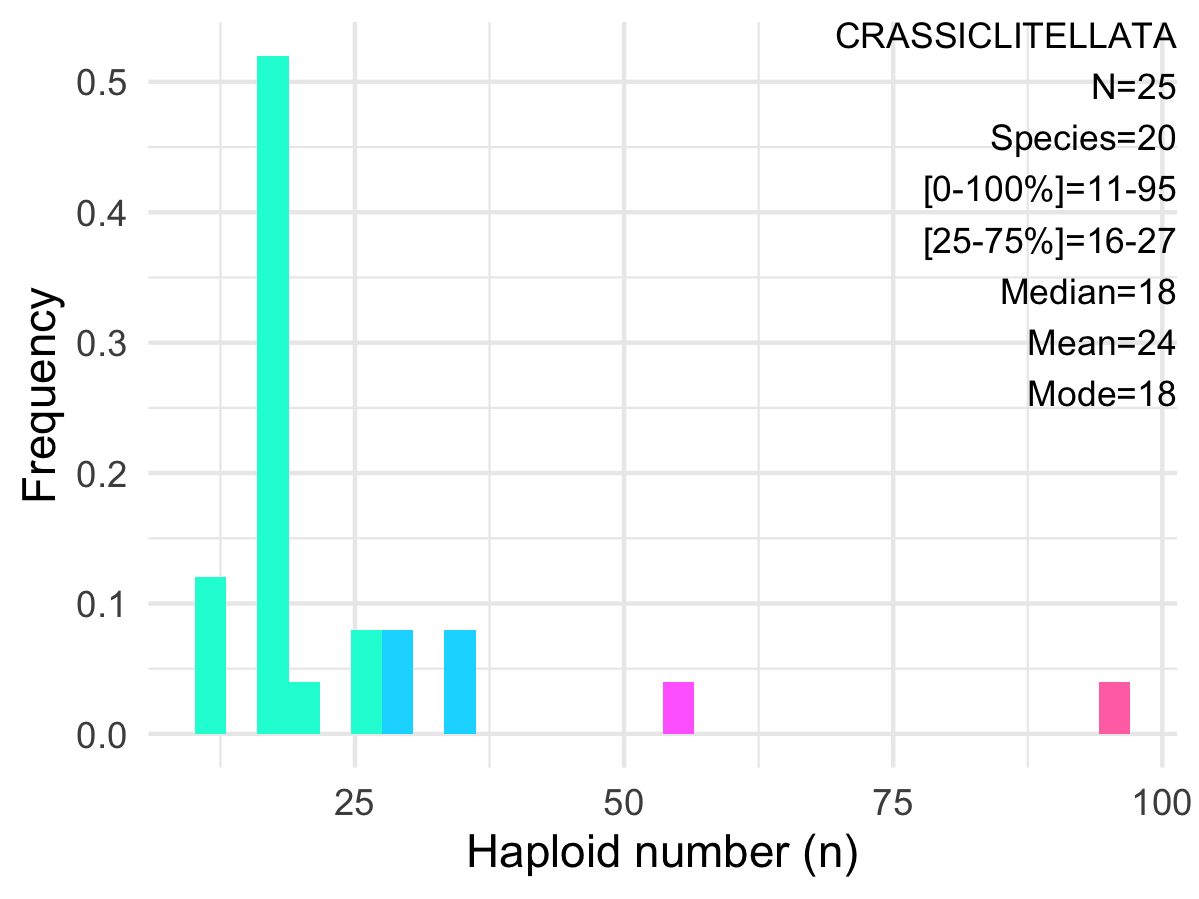 CRASSICLITELLATA
N=25
Species=20
[0-100%]=11-95
[25-75%]=16-27
Median=18
Mean=24
Mode=18
Frequency
0.5
0.4
0.3
0.2
0.1
0.0
25 50 75 100
Haploid number (n)